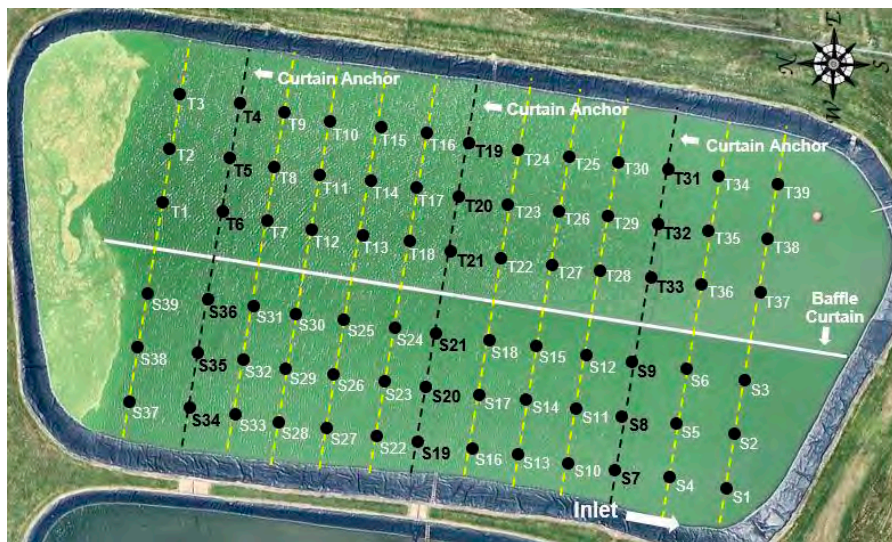 E
N
S
W
Curtain Anchor
Curtain Anchor
Curtain Anchor
T3
T4
T9
T10
T15
T16
T19
T24
T25
T30
T31
T34
T39
T2
T5
T8
T11
T14
T17
T20
T23
T26
T29
T32
T35
T38
T1
T6
T7
T12
T13
T18
T21
T22
T27
T28
T33
T36
T37
Baffle
Curtain
S39
S36
S31
S30
S25
S24
S21
S18
S15
S12
S9
S6
S3
S38
S35
S32
S29
S26
S23
S20
S17
S14
S11
S8
S5
S2
S37
S34
S33
S28
S27
S22
S19
S16
S13
S10
S7
S4
S1
Inlet